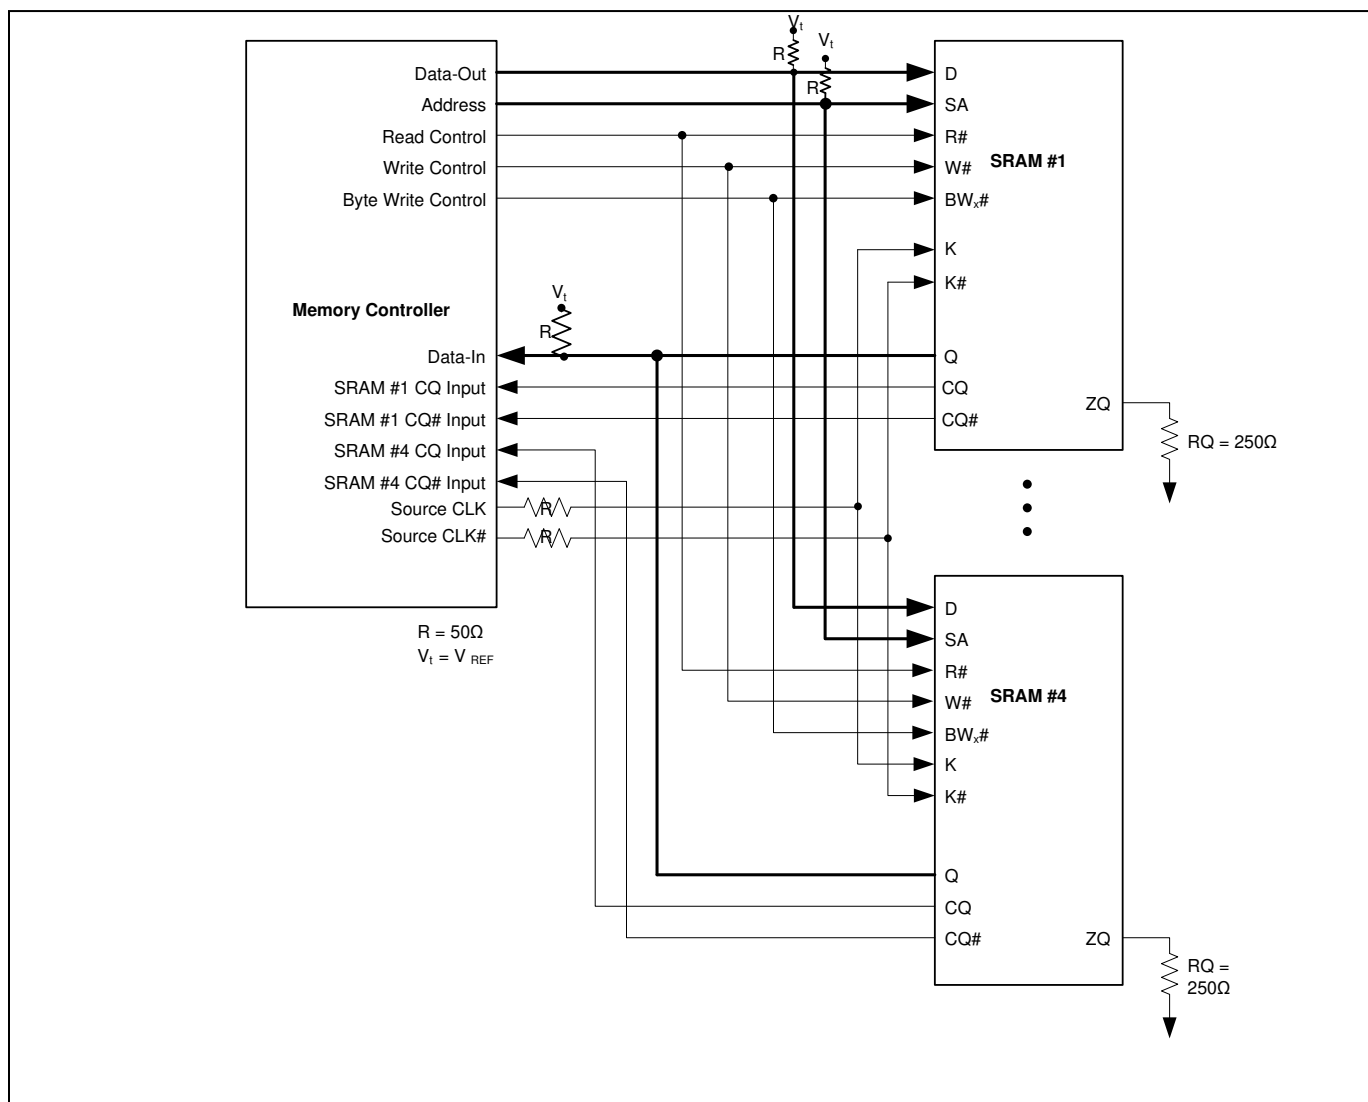 Vt
Vt
R
R
Data-Out
Address
Read Control
Write Control
Byte Write Control
Memory Controller
Vt
R
Data-In
SRAM #1 CQ Input
SRAM #1 CQ# Input
SRAM #4 CQ Input
SRAM #4 CQ# Input
Source CLK
R
Source CLK#
R
R = 50Ω
Vt = V REF
D
SA
R#
SRAM #1
W#
BWx#
K
K#
Q
CQ
CQ#
ZQ
RQ = 250Ω
D
SA
R#
SRAM #4
W#
BWx#
K
K#
Q
CQ
CQ#
ZQ
RQ =
250Ω